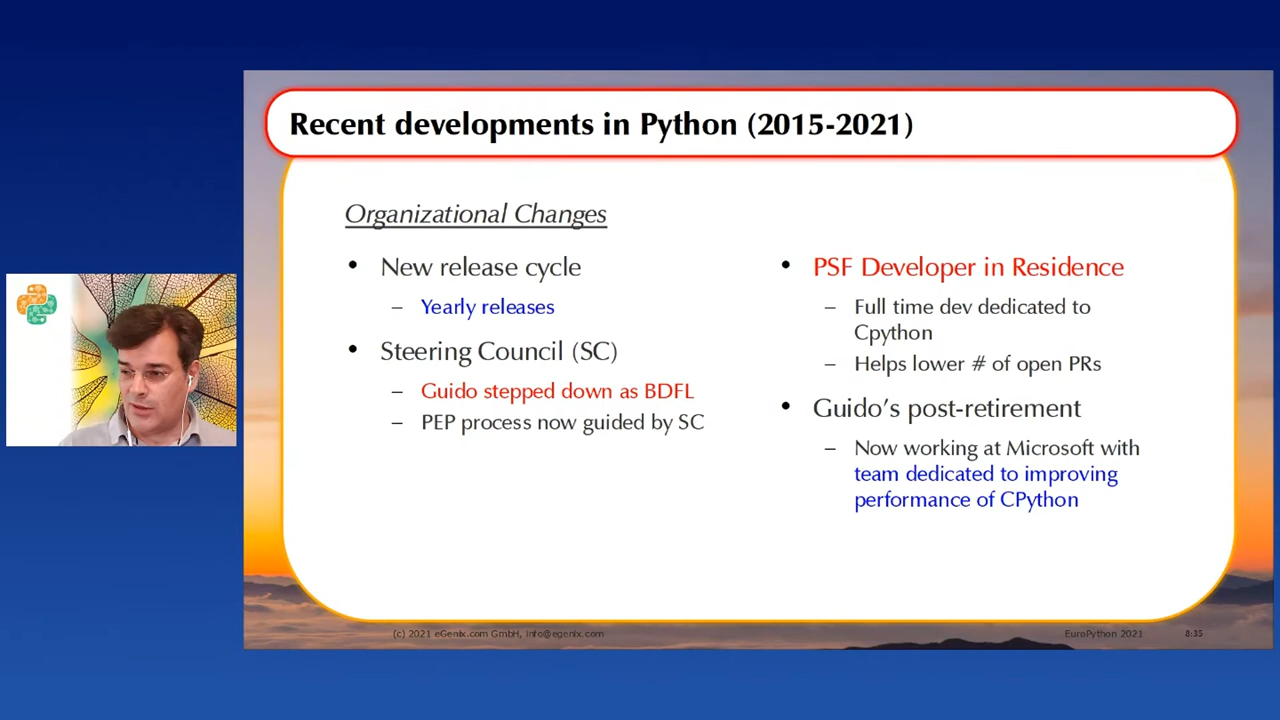 Recent developments in Python (2015-2021)
Organizational Changes
• New release cycle
– Yearly releases
• Steering Council (SC)
– Guido stepped down as BDFL
– PEP process now guided by SC
• PSF Developer in Residence
– Full time dev dedicated to
Cpython
– Helps lower # of open PRs
• Guido’s post-retirement
– Now working at Microsoft with
team dedicated to improving
performance of CPython
(c) 2021 eGenix.com GmbH, info@egenix.com
EuroPython 2021
8:35